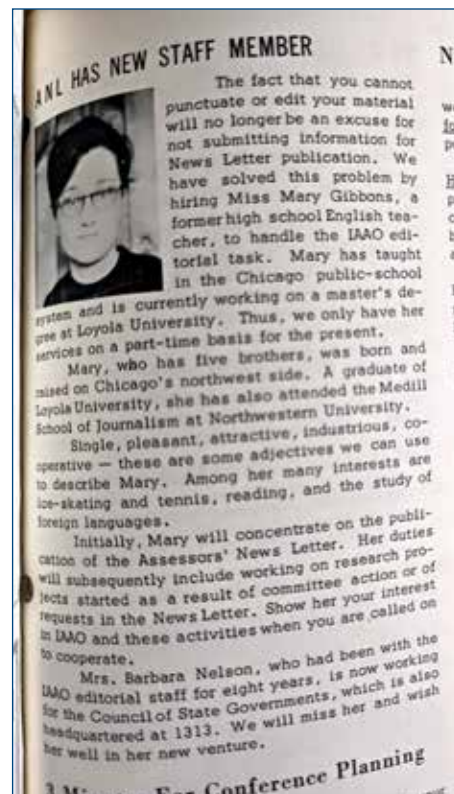 ANL HAS NEW STAFF MEMBER
The fact that you cannot
punctuate or edit your material
will no longer be an excuse for
not submitting information for
News Letter publication. We
have solved this problem by
hiring Miss Mary Gibbons, a
former high school English tea-
cher, to handle the IAAO edi-
torial task. Mary has taught
in the Chicago public-school
system and is currently working on a master's de-
gree at Loyola University. Thus, we only have her
services on a part-time basis for the present.
Mary, who has five brothers, was born and
raised on Chicago's northwest side. A graduate of
Loyola University, she has also attended the Medill
School of Journalism at Northwestern University.
Single, pleasant, attractive, industrious, co-
operative — these are some adjectives we can use
to describe Mary. Among her many interests are
ice-skating and tennis, reading, and the study of
foreign languages.
Initially, Mary will concentrate on the publi-
cation of the Assessors' News Letter. Her duties
will subsequently include working on research pro-
jects started as a result of committee action or of
requests in the News Letter. Show her your interest
in IAAO and these activities when you are called on
to cooperate.
Mrs. Barbara Nelson, who had been with the
IAAO editorial staff for eight years, is now working
for the Council of State Governments, which is also
headquartered at 1313. We will miss her and wish
her well in her new venture.
For Conference Planning